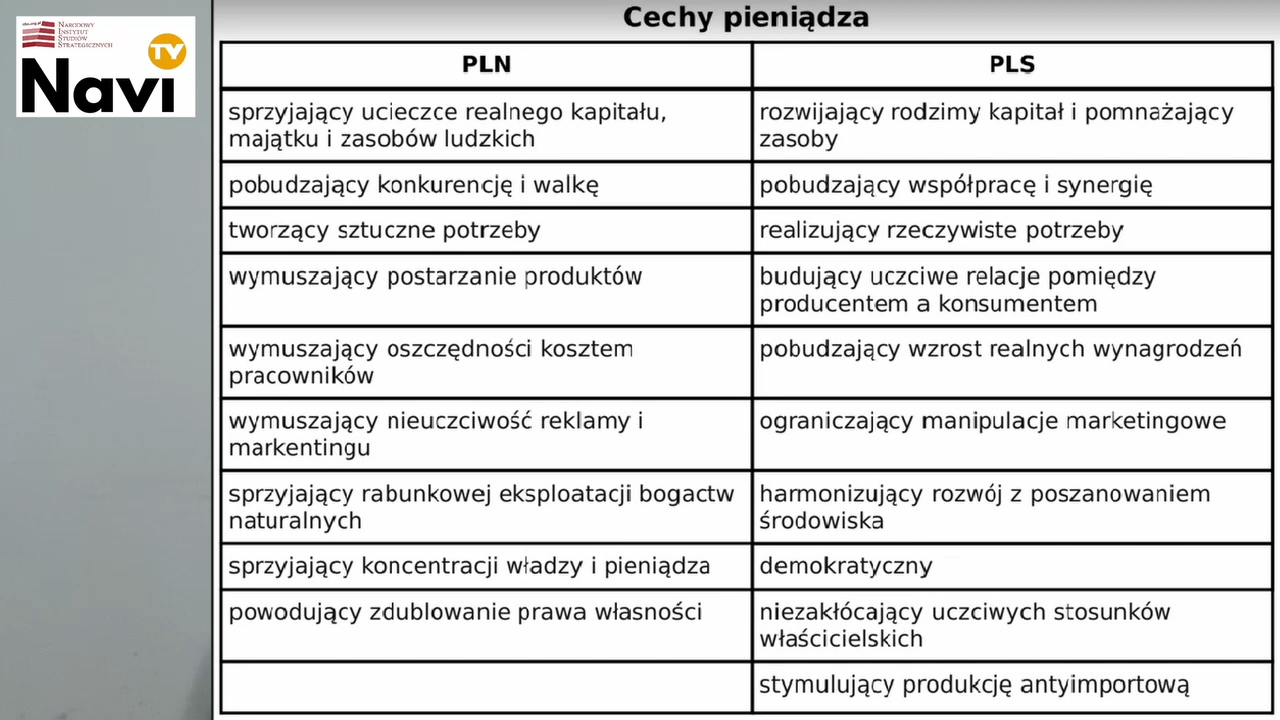 NARODOWY
INSTYTUT
STUDIÓW
STRATEGICZNYCH
Navi TV
Cechy pieniądza
PLN
PLS
sprzyjający ucieczce realnego kapitału,
majątku i zasobów ludzkich
rozwijający rodzimy kapitał i pomnażający
zasoby
pobudzający konkurencję i walkę
pobudzający współpracę i synergię
tworzący sztuczne potrzeby
realizujący rzeczywiste potrzeby
wymuszający postarzanie produktów
budujący uczciwe relacje pomiędzy
producentem a konsumentem
wymuszający oszczędności kosztem
pracowników
pobudzający wzrost realnych wynagrodzeń
wymuszający nieuczciwość reklamy i
markentingu
ograniczający manipulacje marketingowe
sprzyjający rabunkowej eksploatacji bogactw
naturalnych
harmonizujący rozwój z poszanowaniem
środowiska
sprzyjający koncentracji władzy i pieniądza
demokratyczny
powodujący zdublowanie prawa własności
niezakłócający uczciwych stosunków
właścicielskich
stymulujący produkcję antyimportową